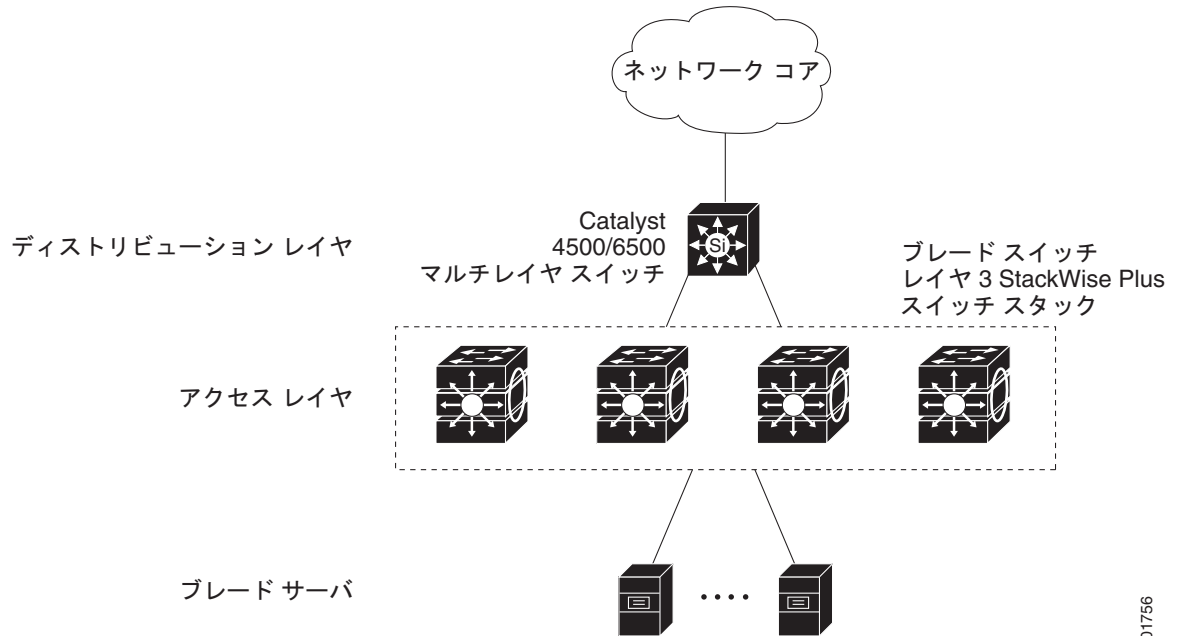 ネットワーク コア
Catalyst
4500/6500
マルチレイヤ スイッチ
Si
ディストリビューション レイヤ
ブレード スイッチ
レイヤ 3 StackWise Plus
スイッチ スタック
アクセス レイヤ
ブレード サーバ